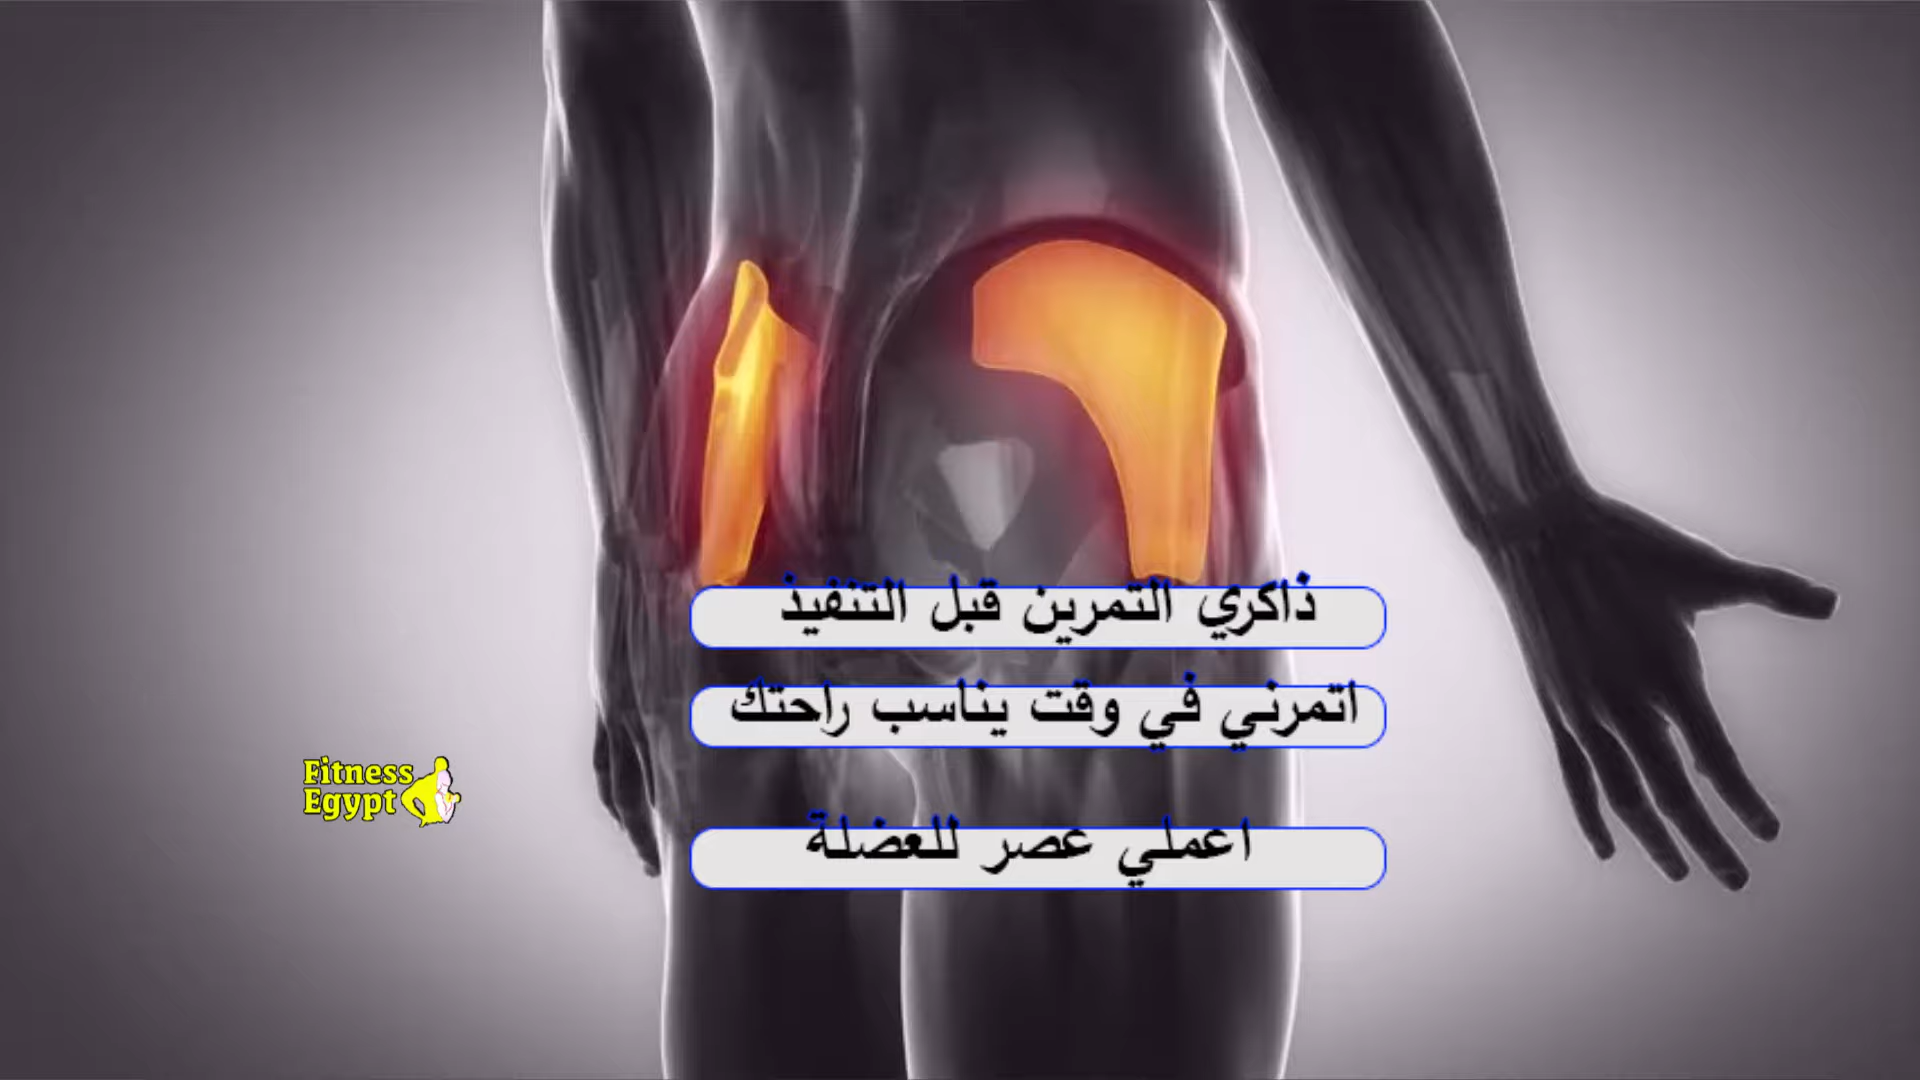 ذاكري التمرين قبل التنفيذ
اتمرني في وقت يناسب راحتك
اعملي عصر للعضلة
Fitness
Egypt